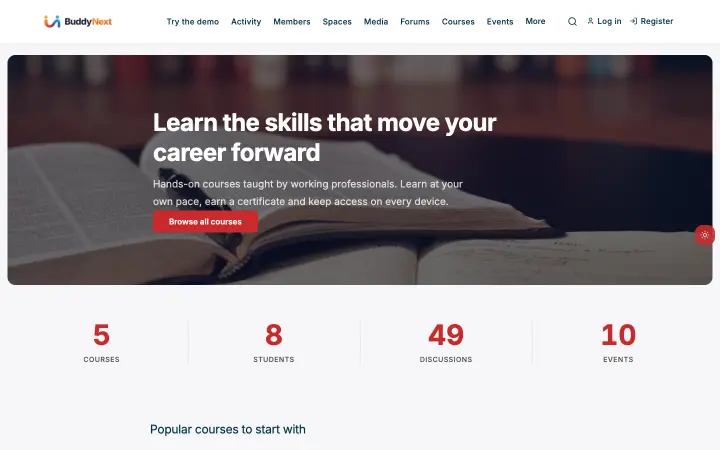 BuddyNext
Try the demo Activity Members Spaces Media Forums Courses Events More Log in Register
Learn the skills that move your
career forward
Hands-on courses taught by working professionals. Learn at your
own pace, earn a certificate and keep access on every device.
Browse all courses
5 8 49 10
COURSES STUDENTS DISCUSSIONS EVENTS
Popular courses to start with